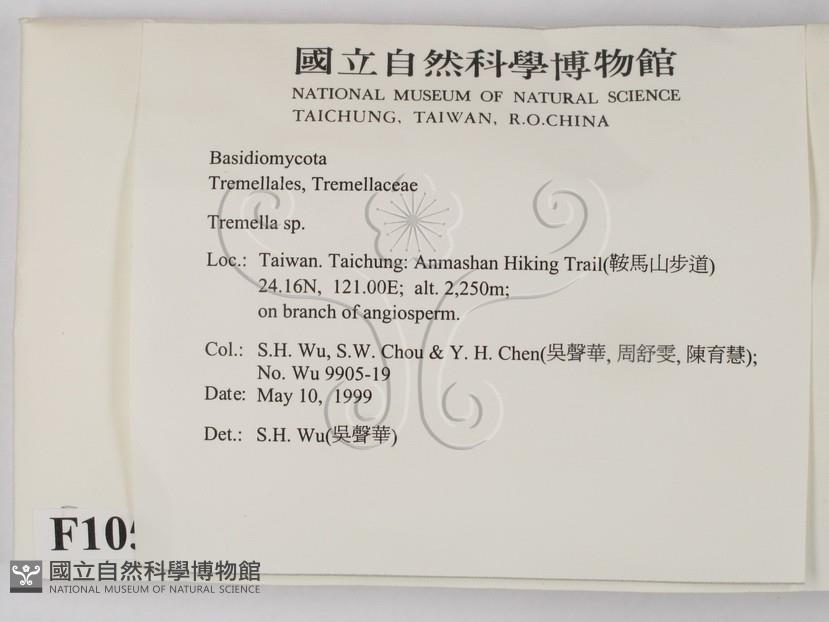 國立自然科學博物館
NATIONAL MUSEUM OF NATURAL SCIENCE
TAICHUNG, TAIWAN, R.O.CHINA
Basidiomycota
Tremellales, Tremellaceae
Tremella sp.
Loc.: Taiwan. Taichung: Anmashan Hiking Trail(鞍馬山步道)
24.16N, 121.00E; alt. 2,250m;
on branch of angiosperm.
Col.: S.H. Wu, S.W. Chou & Y. H. Chen(吳聲華, 周舒雯, 陳育慧);
No. Wu 9905-19
Date: May 10, 1999
Det.: S.H. Wu(吳聲華)
F105
國立自然科學博物館
NATIONAL MUSEUM OF NATURAL SCIENCE